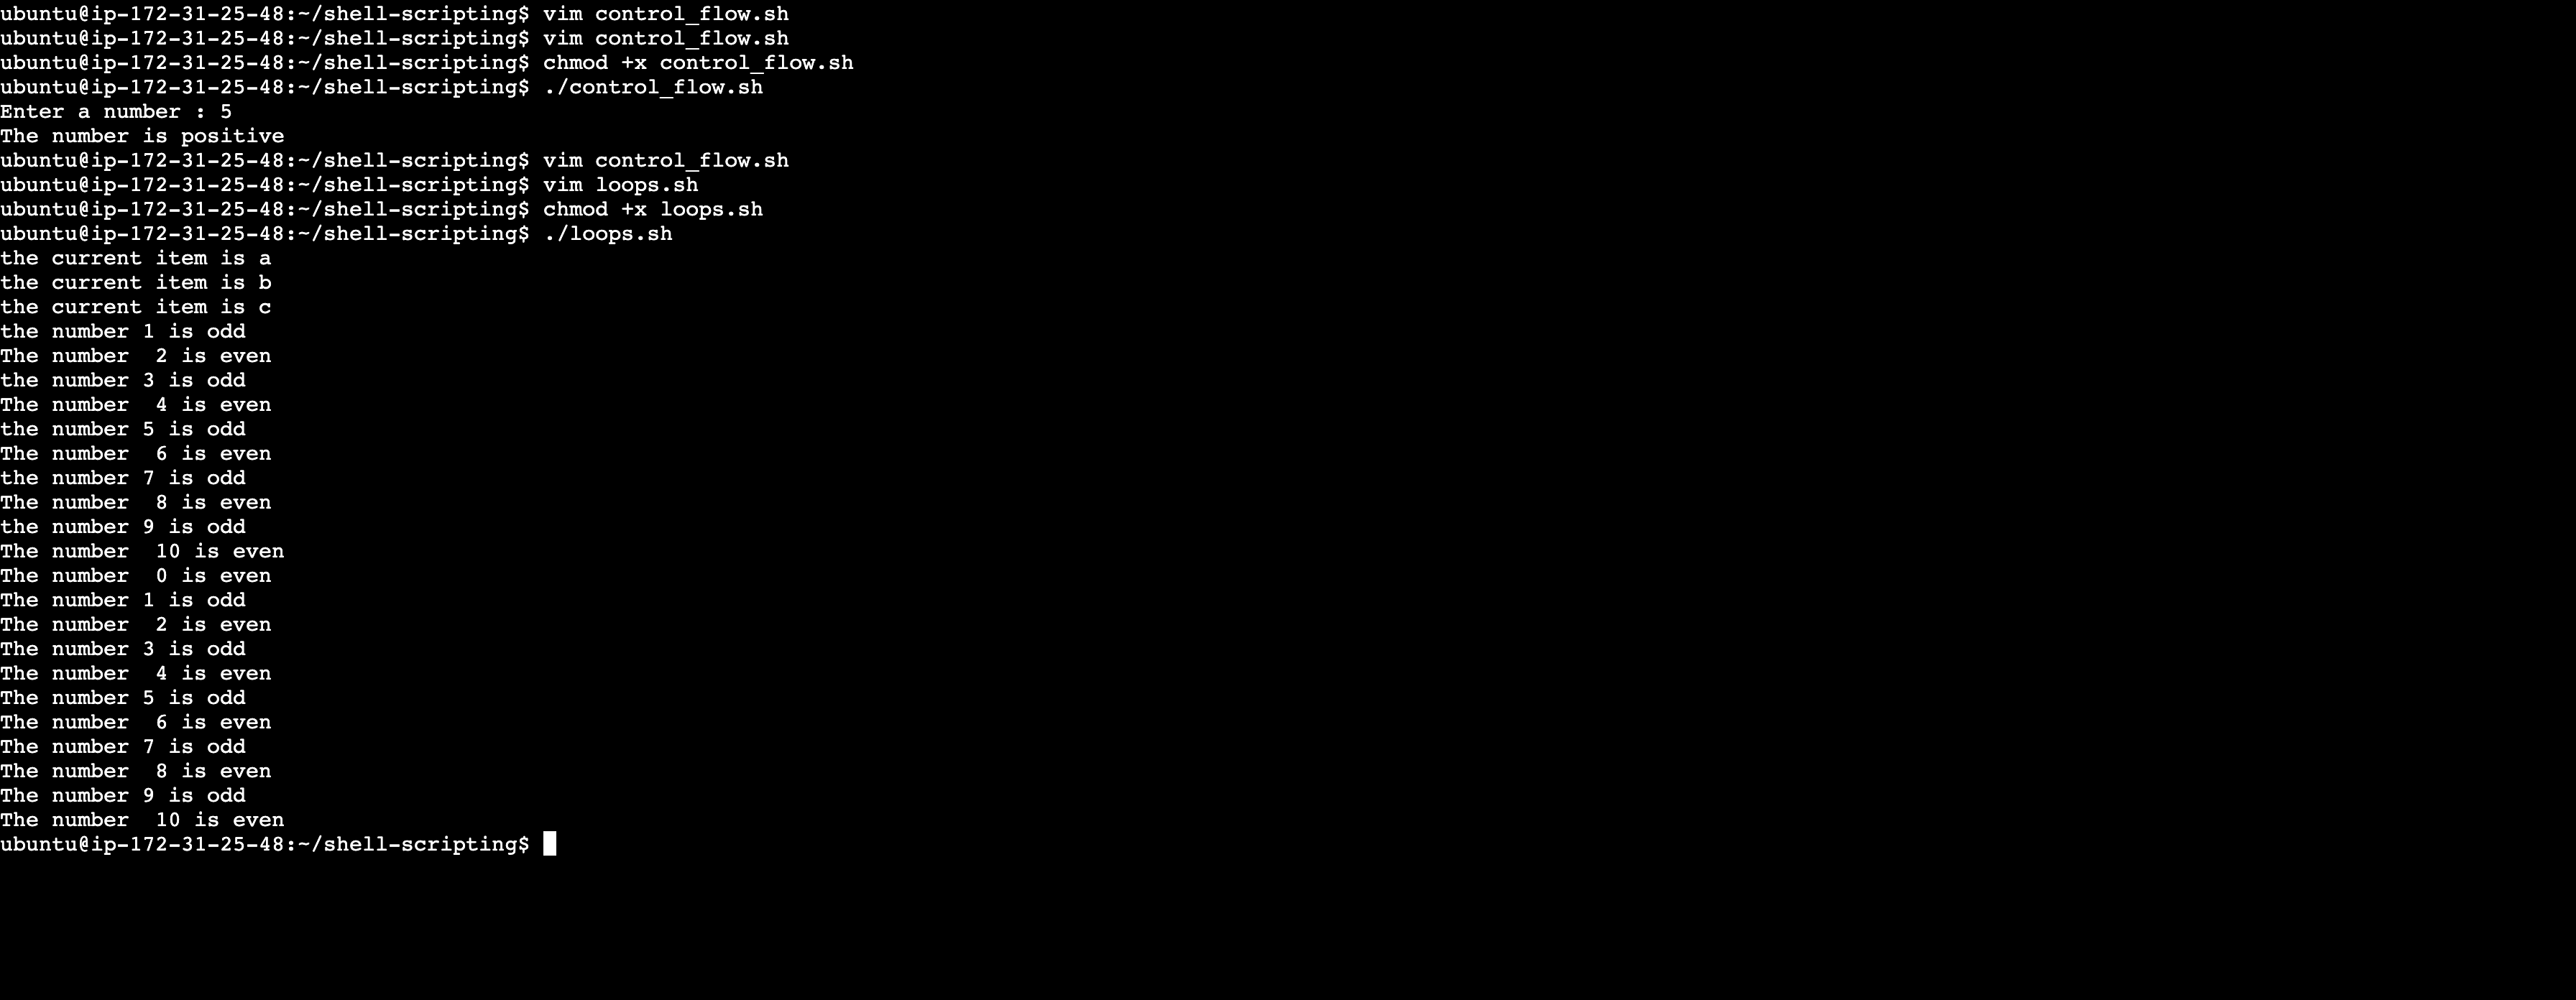 ubuntu@ip-172-31-25-48:~/shell-scripting$ vim control_flow.sh
ubuntu@ip-172-31-25-48:~/shell-scripting$ vim control_flow.sh
ubuntu@ip-172-31-25-48:~/shell-scripting$ chmod +x control_flow.sh
ubuntu@ip-172-31-25-48:~/shell-scripting$ ./control_flow.sh
Enter a number : 5
The number is positive
ubuntu@ip-172-31-25-48:~/shell-scripting$ vim control_flow.sh
ubuntu@ip-172-31-25-48:~/shell-scripting$ vim loops.sh
ubuntu@ip-172-31-25-48:~/shell-scripting$ chmod +x loops.sh
ubuntu@ip-172-31-25-48:~/shell-scripting$ ./loops.sh
the current item is a
the current item is b
the current item is c
the number 1 is odd
The number  2 is even
the number 3 is odd
The number  4 is even
the number 5 is odd
The number  6 is even
the number 7 is odd
The number  8 is even
the number 9 is odd
The number  10 is even
The number  0 is even
The number 1 is odd
The number  2 is even
The number 3 is odd
The number  4 is even
The number 5 is odd
The number  6 is even
The number 7 is odd
The number  8 is even
The number 9 is odd
The number  10 is even
ubuntu@ip-172-31-25-48:~/shell-scripting$